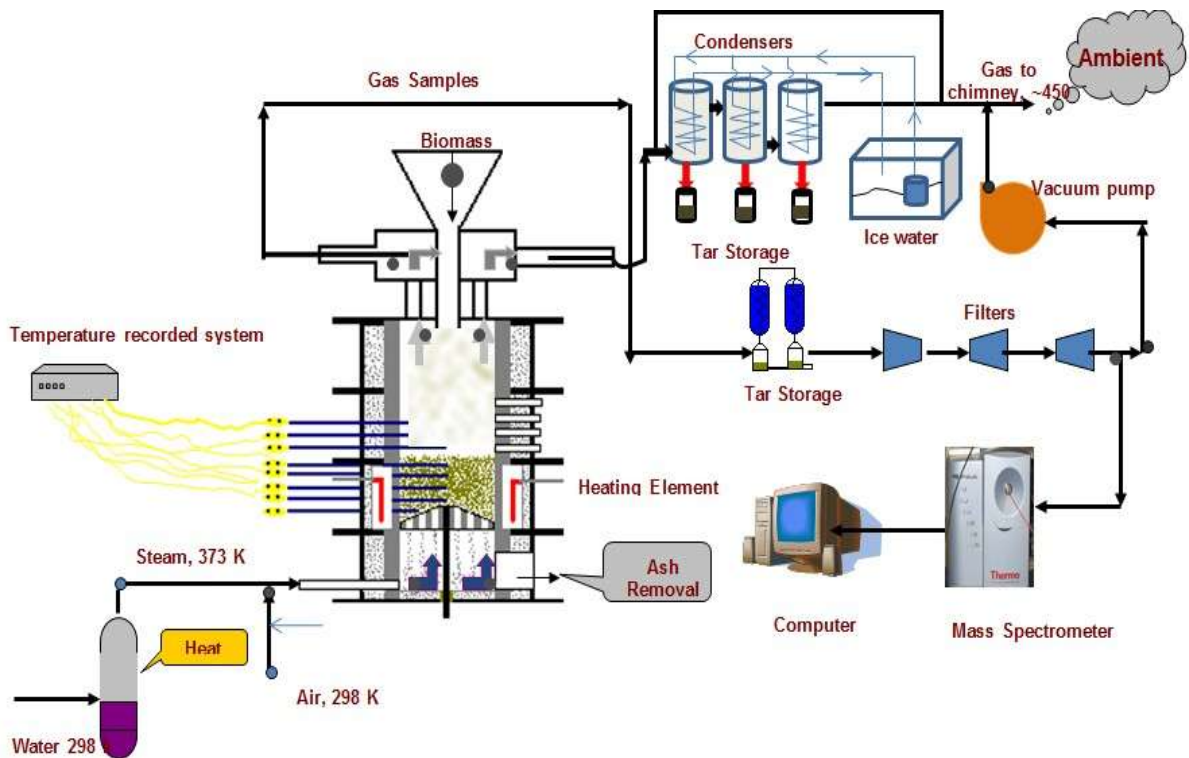 Condensers
Ambient
Gas to
chimney, ~450
Gas Samples
Biomass
Vacuum pump
Ice water
Tar Storage
Temperature recorded system
Filters
Tar Storage
Heating Element
Steam, 373 K
Ash
Removal
Thermo
Heat
Computer
Mass Spectrometer
Air, 298 K
Water 298